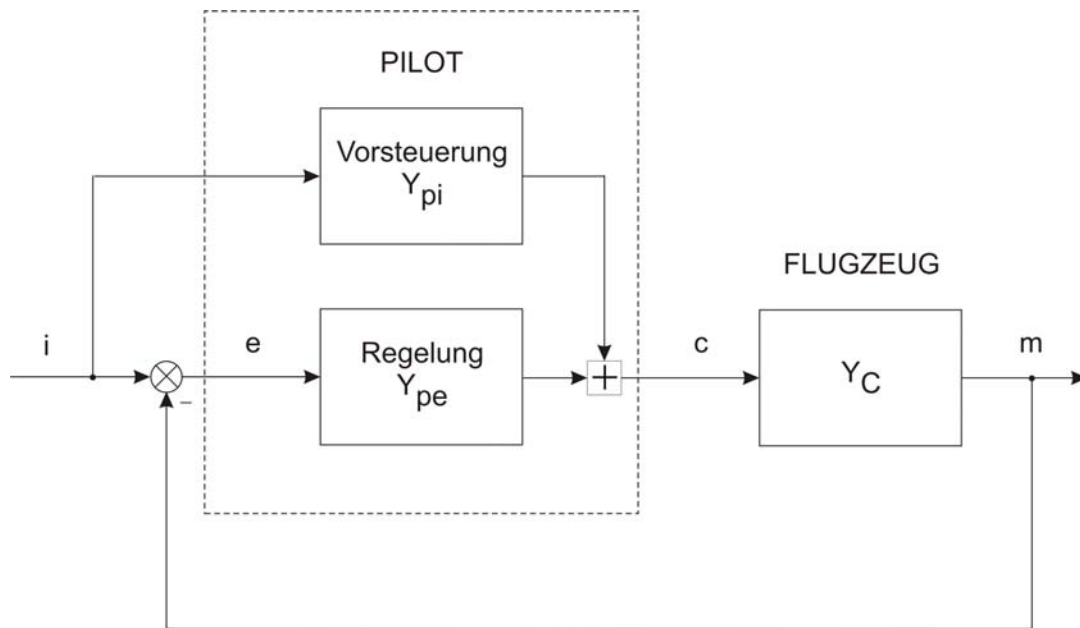 PILOT
Vorsteuerung
Ypi
FLUGZEUG
i
e
Regelung
Ype
+
c
YC
m
−